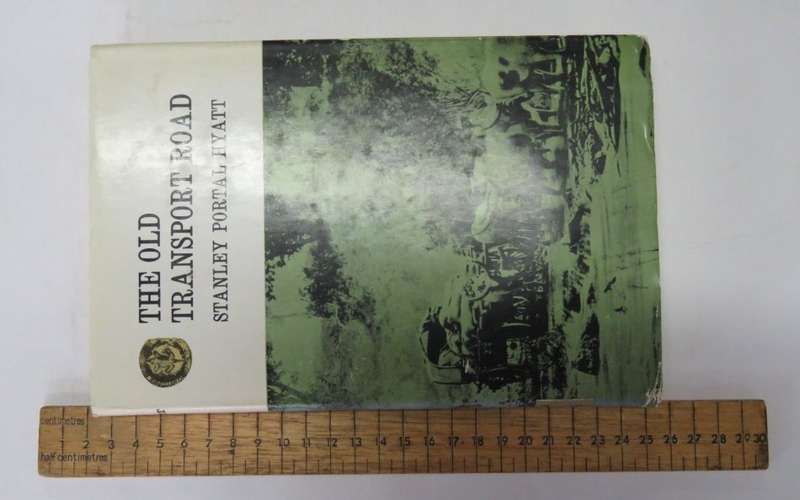 THE OLD
TRANSPORT ROAD
STANLEY PORTAL HYATT
centimetres
2 3 4 5 6 7 8 9 10 11 12 13 14 15 16 17 18 19 20 21 22 23 24 25 26 27 28 29 30
half centimetres